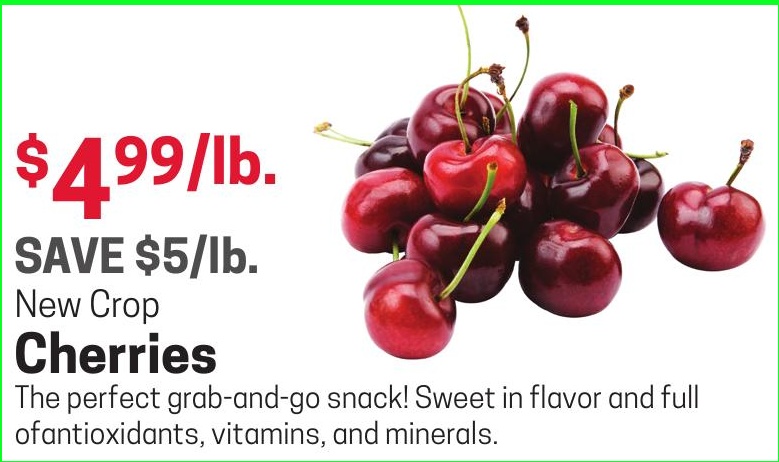 $4.99/lb.
SAVE $5/lb.
New Crop
Cherries
The perfect grab-and-go snack! Sweet in flavor and full
ofantioxidants, vitamins, and minerals.